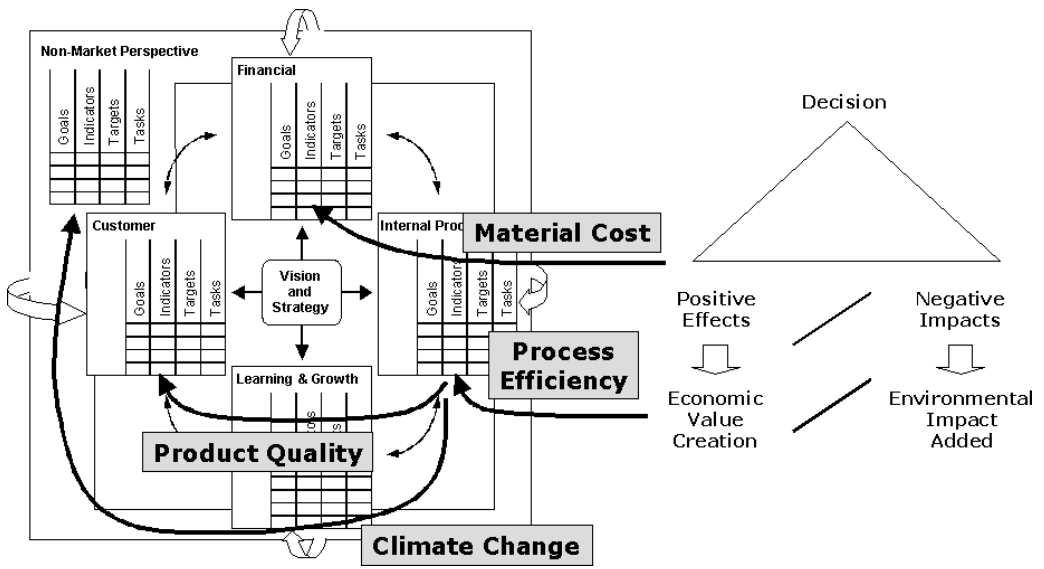 Non-Market Perspective
Goals
Indicators
Targets
Tasks
Financial
Goals
Indicators
Targets
Tasks
Decision
Customer
Goals
Indicators
Targets
Tasks
Internal Proc
Goals
Indicators
Targets
Tasks
Material Cost
Vision
and
Strategy
Positive
Effects
Negative
Impacts
Process
Efficiency
Learning & Growth
Economic
Value
Creation
Environmental
Impact
Added
Product Quality
Climate Change